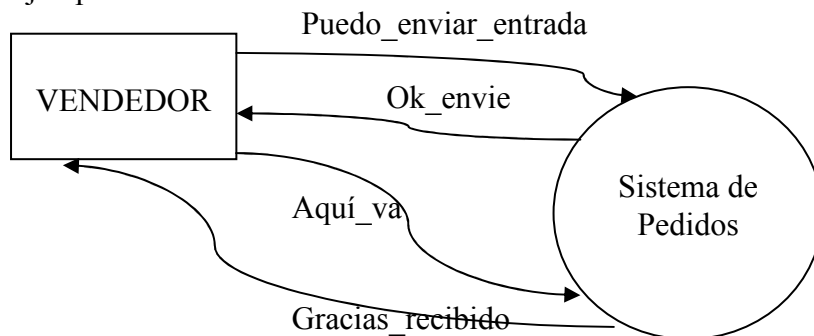 Puedo_enviar_entrada
VENDEDOR
Ok_envie
Sistema de
Pedidos
Aquí_va
Gracias_recibido